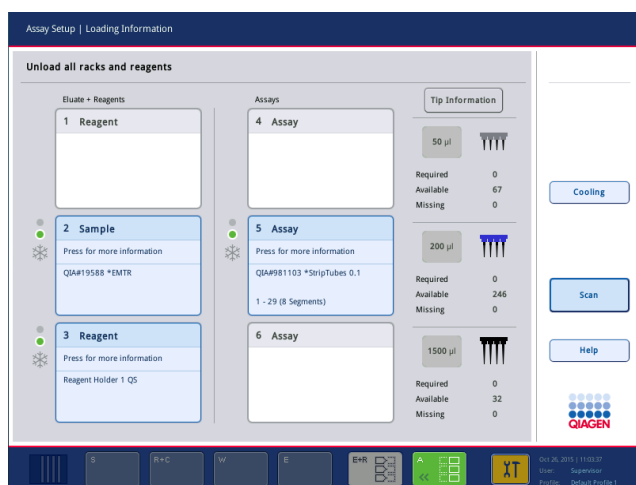 Assay Setup | Loading Information
Unload all racks and reagents
Eluate + Reagents
Assays
Tip Information
1 Reagent
4 Assay
50 µl
Required 0
Available 67
Missing 0
2 Sample
Press for more information
QIA#19588 *EMTR
5 Assay
Press for more information
QIA#981103 *StripTubes 0.1
1 - 29 (8 Segments)
200 µl
Required 0
Available 246
Missing 0
3 Reagent
Press for more information
Reagent Holder 1 QS
6 Assay
1500 µl
Required 0
Available 32
Missing 0
Cooling
Scan
Help
QIAGEN
S
R+C
W
E
E+R
A
Oct 26, 2015 | 11:03:37
User: Supervisor
Profile: Default Profile 1